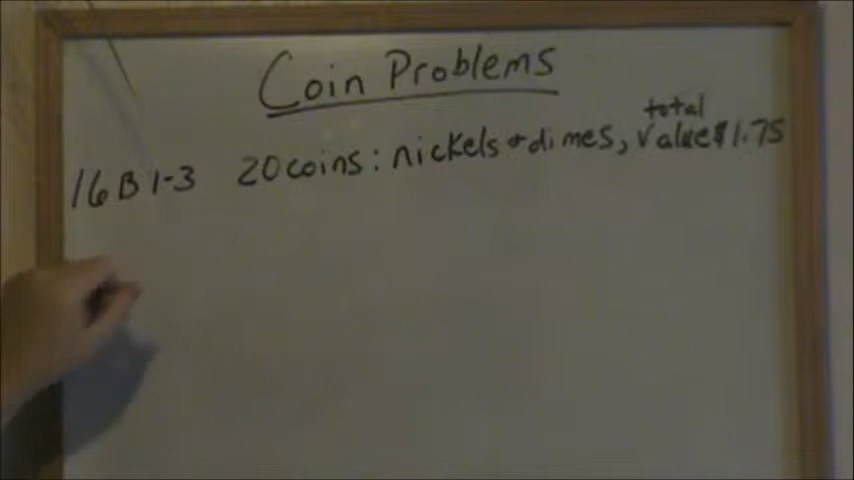 Coin Problems
16B 1-3 20 coins: nickels + dimes, total value $1.75